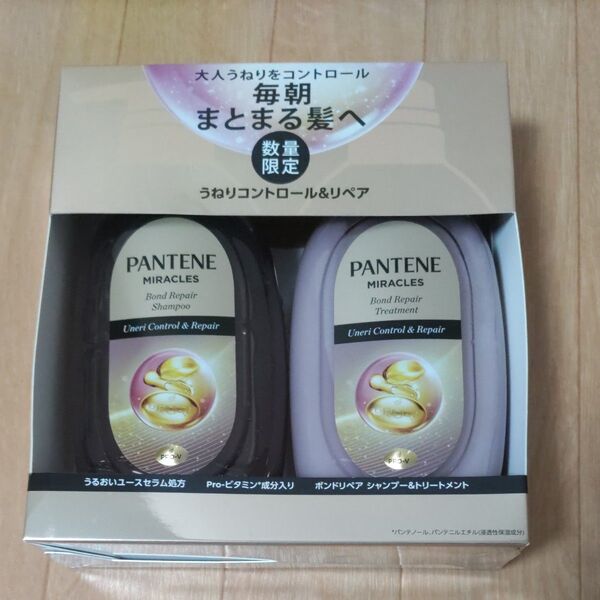 大人うねりをコントロール
毎朝
まとまる髪へ
数量
限定
うねりコントロール&リペア
PANTENE
MIRACLES
Bond Repair
Shampoo
Uneri Control & Repair
PRO-V
PANTENE
MIRACLES
Bond Repair
Treatment
Uneri Control & Repair
PRO-V
うるおいユースセラム処方 Pro-ビタミン*成分入り ボンドリペア シャンプー&トリートメント
*パンテノール、パンテニルエチル(浸透性保湿成分)